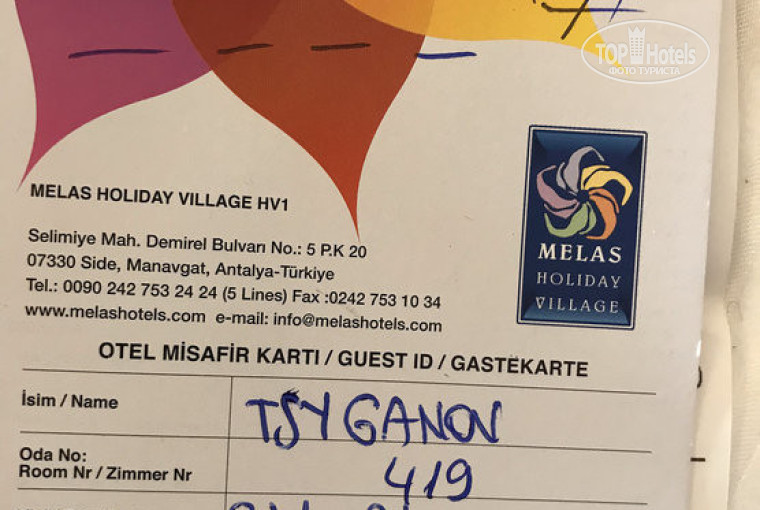 TOP Hotels
ФОТО ТУРИСТА
MELAS HOLIDAY VILLAGE HV1
Selimiye Mah. Demirel Bulvarı No.: 5 P.K 20
07330 Side, Manavgat, Antalya-Türkiye
Tel.: 0090 242 753 24 24 (5 Lines) Fax :0242 753 10 34
www.melashotels.com e-mail: info@melashotels.com
MELAS
HOLIDAY
VILLAGE
OTEL MİSAFİR KARTI / GUEST ID / GASTEKARTE
İsim / Name
TSYGANOV
Oda No:
Room Nr / Zimmer Nr
419